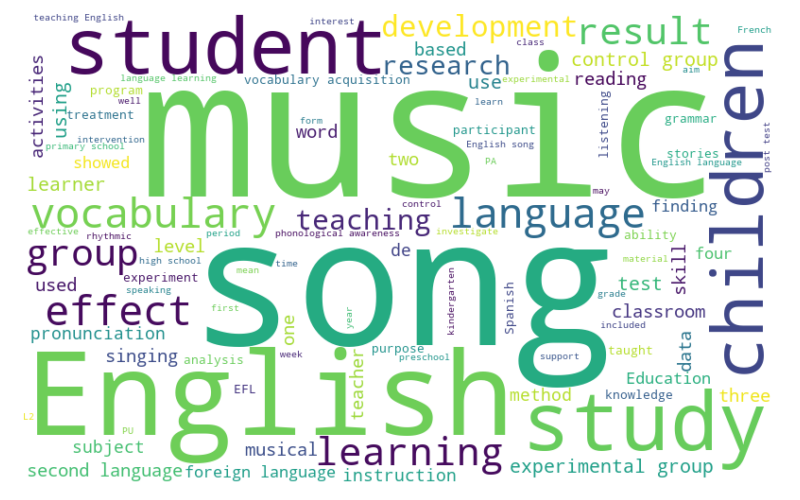 teaching English
interest
French
student
development
result
class
based
research
control group
activities
using
language learning
vocabulary acquisition
use
experimental
reading
aim
program
well
learn
treatment
form
music
children
word
participant
listening
grammar
intervention
primary school
showed
two
English song
stories
English language
post test
learner
PA
control
may
vocabulary
teaching
language
finding
effective
rhythmic
period
phonological awareness
investigate
group
level
de
ability
high school
song
four
material
used
experiment
mean
time
test
skill
speaking
effect
first
year
kindergarten
Spanish
grade
included
classroom
pronunciation
one
singing
analysis
teacher
purpose
preschool
support
taught
data
week
English
EFL
method
Education
knowledge
three
L2
PU
study
subject
musical
learning
second language
foreign language
instruction
experimental group